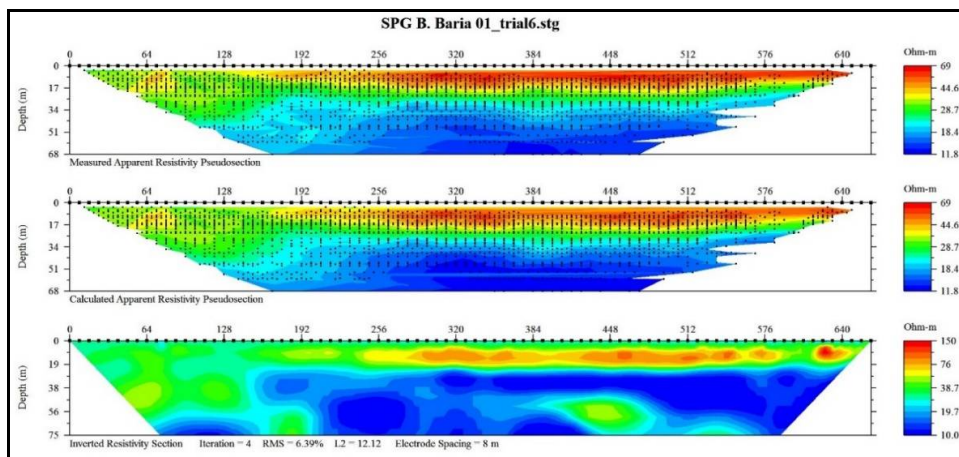 SPG B. Baria 01_trial6.stg
0 64 128 192 256 320 384 448 512 576 640
Ohm-m
Depth (m)
0
17
34
51
68
69
44.6
28.8
18.4
11.8
Measured Apparent Resistivity Pseudosection
0 64 128 192 256 320 384 448 512 576 640
Ohm-m
Depth (m)
0
17
34
51
68
69
44.6
28.8
18.4
11.8
Calculated Apparent Resistivity Pseudosection
0 64 128 192 256 320 384 448 512 576 640
Ohm-m
Depth (m)
0
19
38
56
75
150
76.7
39.2
19.8
10.0
Inverted Resistivity Section Iteration = 4 RMS = 6.39% L2 = 12.12 Electrode Spacing = 8 m